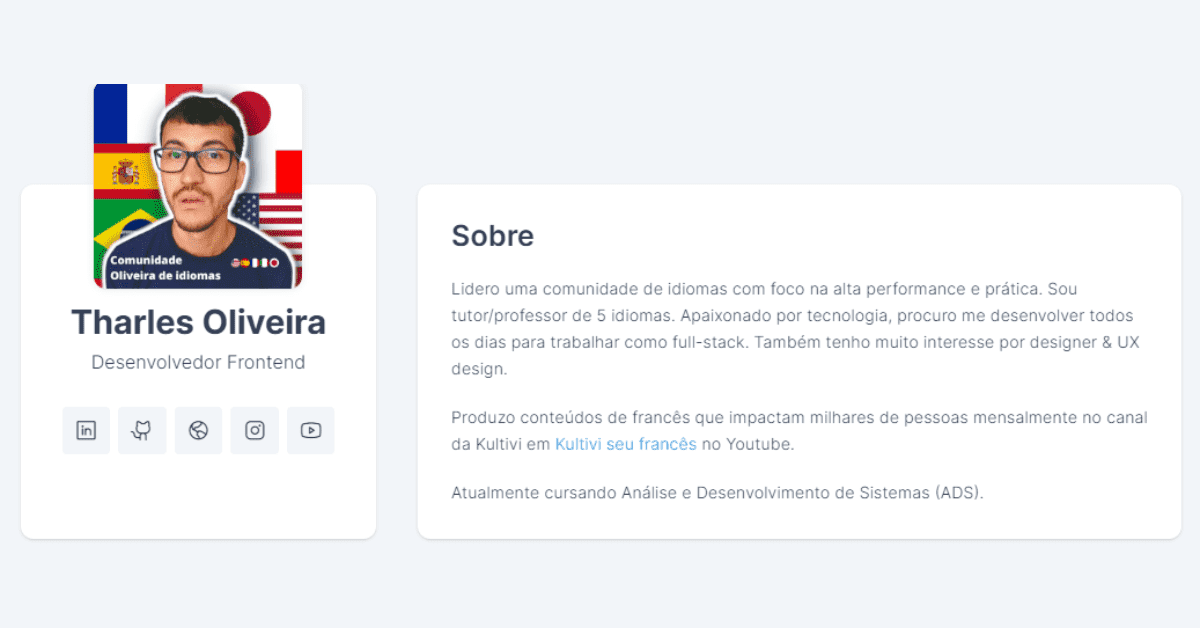 Comunidade
Oliveira de idiomas
Tharles Oliveira
Desenvolvedor Frontend
in
Sobre
Lidero uma comunidade de idiomas com foco na alta performance e prática. Sou
tutor/professor de 5 idiomas. Apaixonado por tecnologia, procuro me desenvolver todos
os dias para trabalhar como full-stack. Também tenho muito interesse por designer & UX
design.
Produzo conteúdos de francês que impactam milhares de pessoas mensalmente no canal
da Kultivi em Kultivi seu francês no Youtube.
Atualmente cursando Análise e Desenvolvimento de Sistemas (ADS).